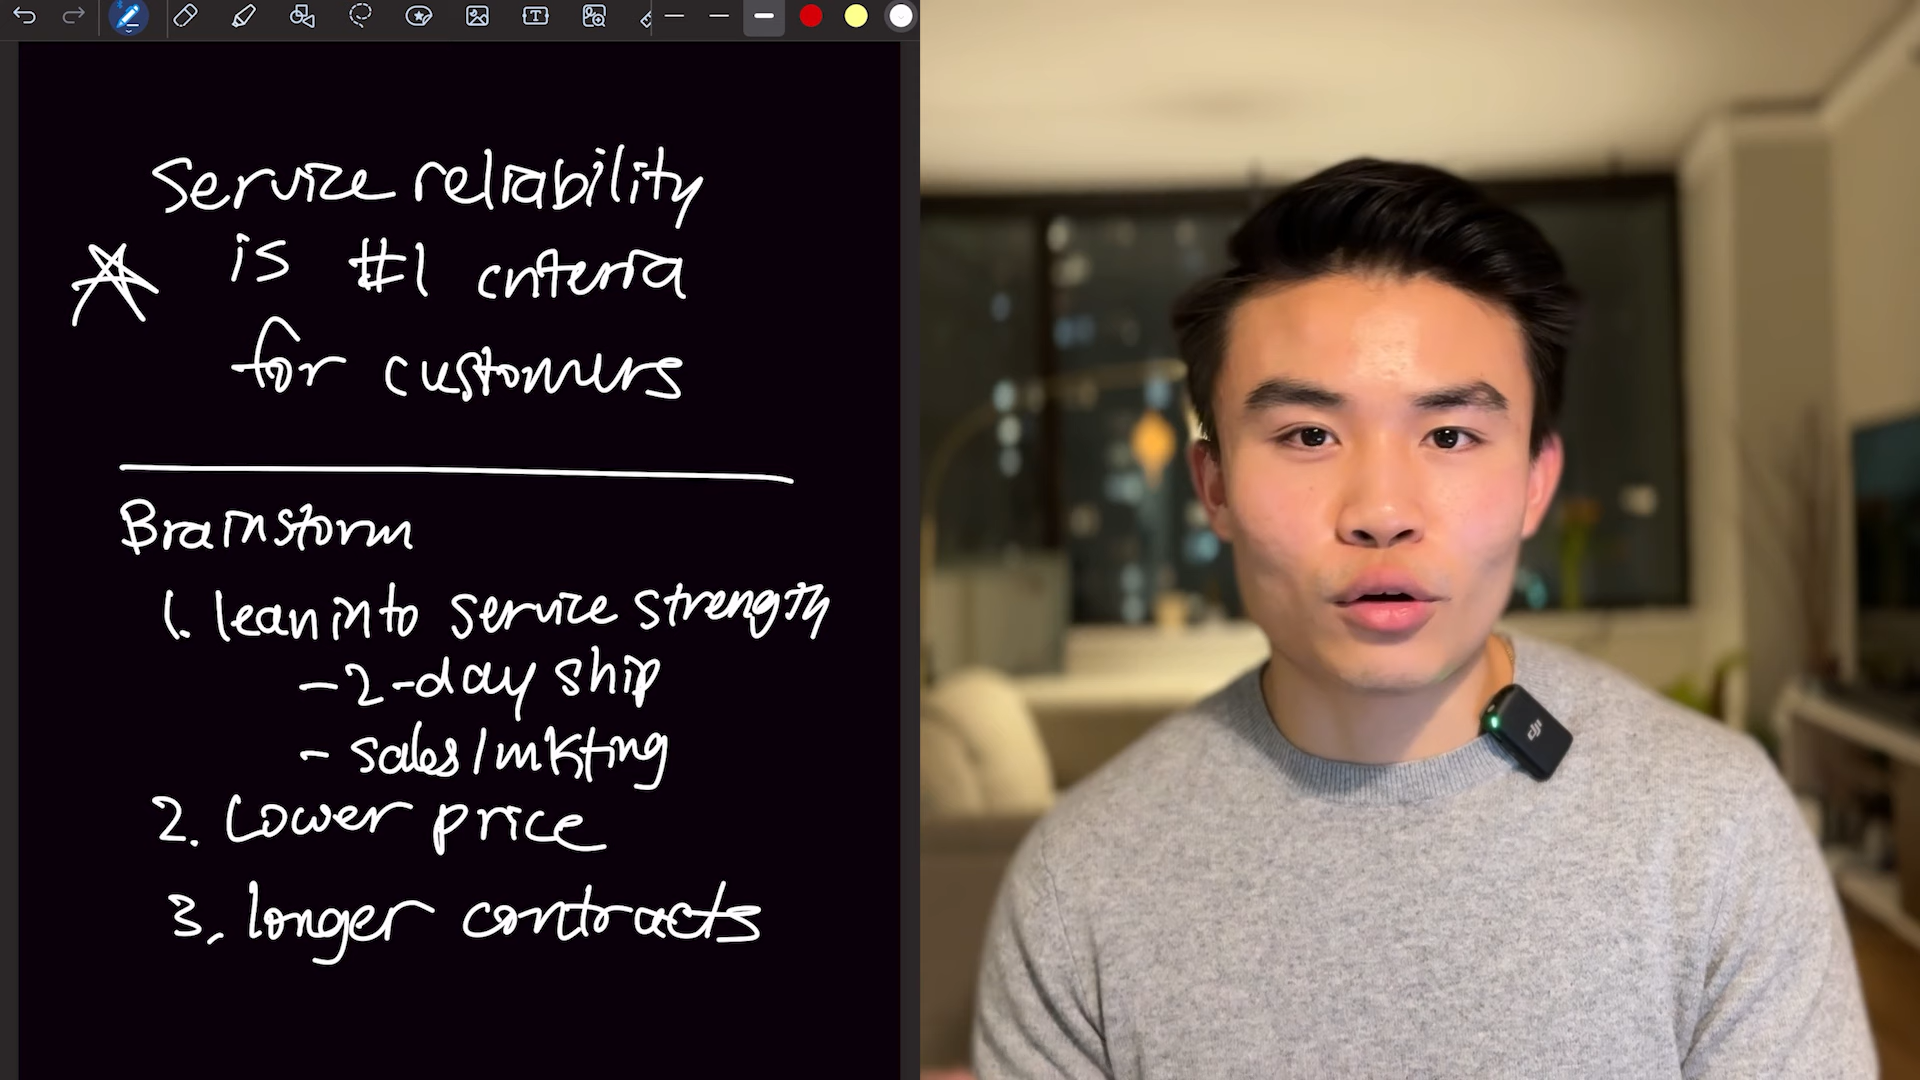 Service reliability
is #1 criteria
for customers
Brainstorm
1. lean into service strength
- 2-day ship
- sales/mkting
2. Lower price
3. longer contracts
T
dji